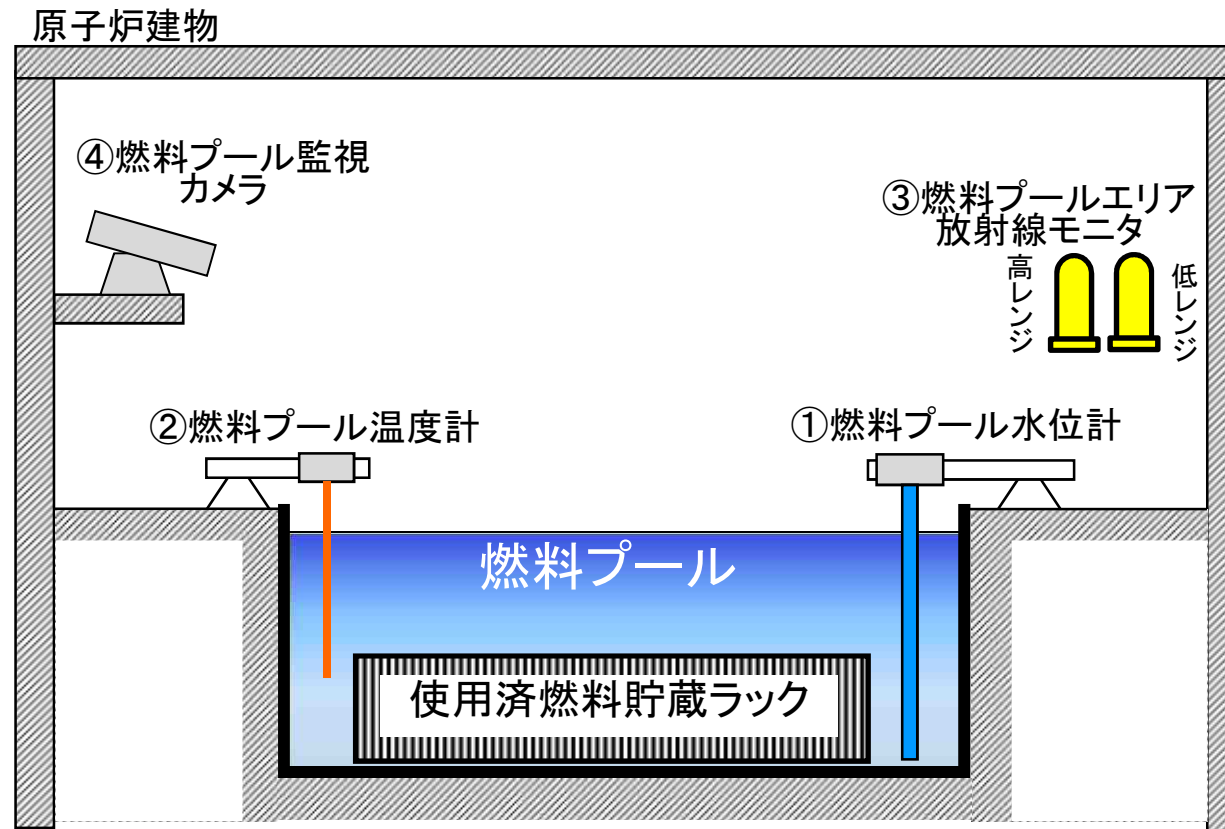 原子炉建物
④燃料プール監視
カメラ
③燃料プールエリア
放射線モニタ
高レンジ
低レンジ
②燃料プール温度計
①燃料プール水位計
燃料プール
使用済燃料貯蔵ラック